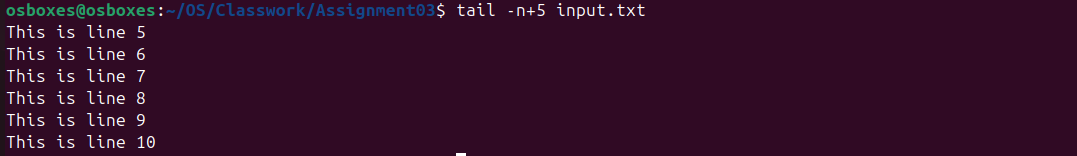 osboxes@osboxes:~/OS/Classwork/Assignment03$ tail -n+5 input.txt
This is line 5
This is line 6
This is line 7
This is line 8
This is line 9
This is line 10